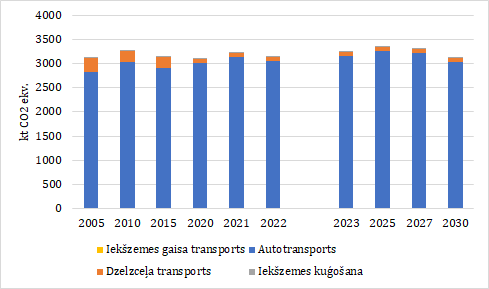 4000
3500
3000
2500
2000
1500
1000
500
0
kt CO2 ekv.
2005 2010 2015 2020 2021 2022 2023 2025 2027 2030
Iekšzemes gaisa transports Autotransports
Dzelzceļa transports Iekšzemes kuģošana